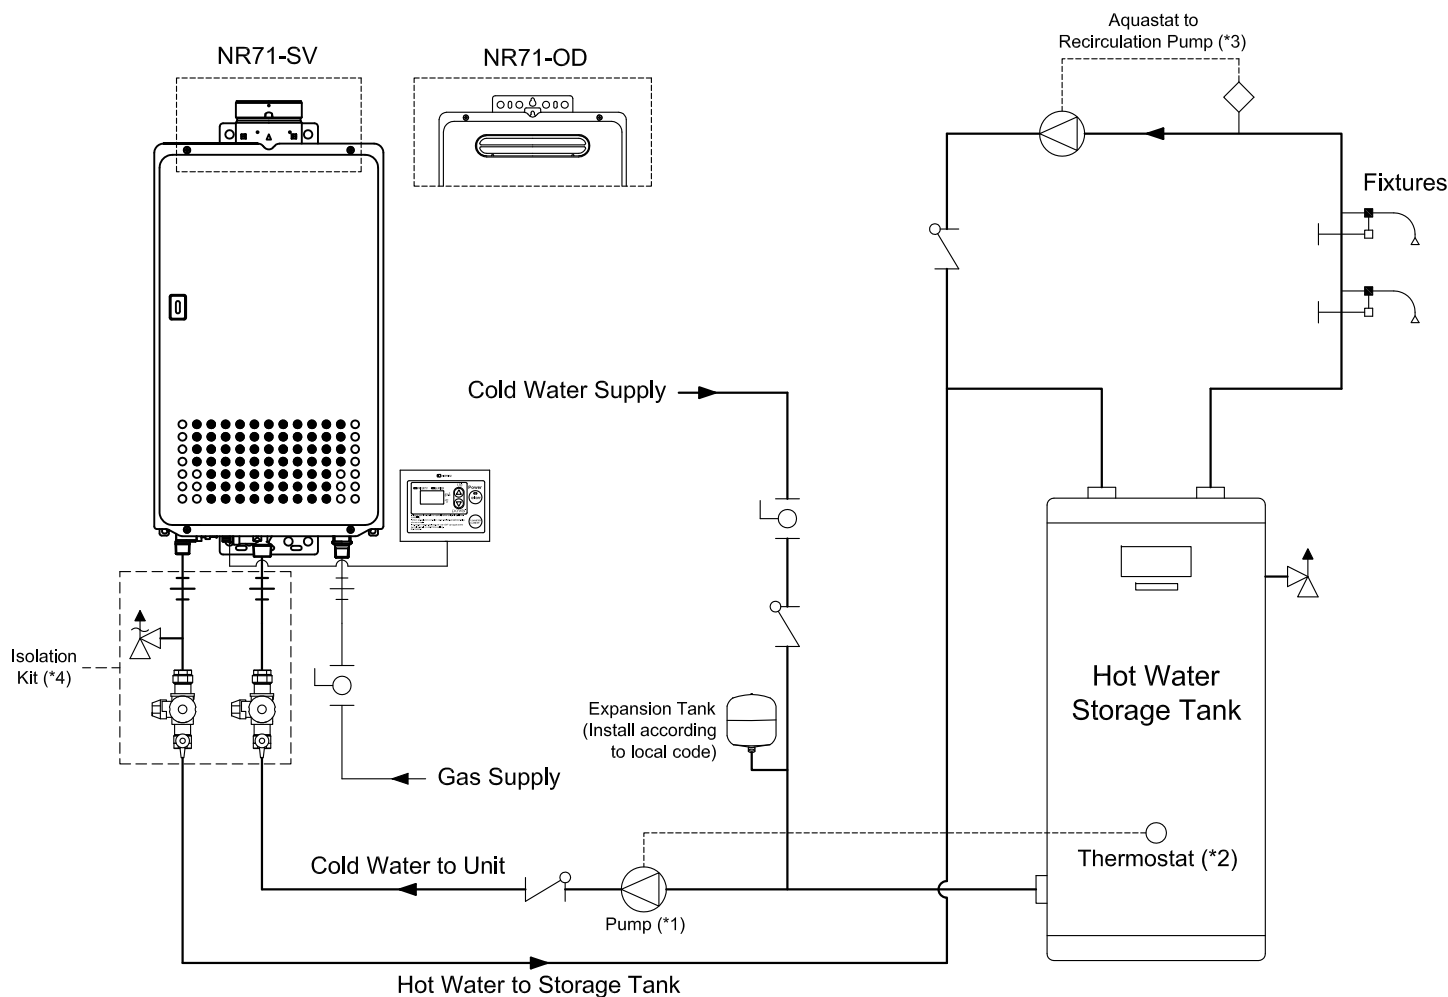 NR71-SV
NR71-OD
Aquastat to
Recirculation Pump (*3)
Fixtures
Cold Water Supply
Power
Isolation
Kit (*4)
Expansion Tank
(Install according
to local code)
Hot Water
Storage Tank
Gas Supply
Thermostat (*2)
Cold Water to Unit
Pump (*1)
Hot Water to Storage Tank